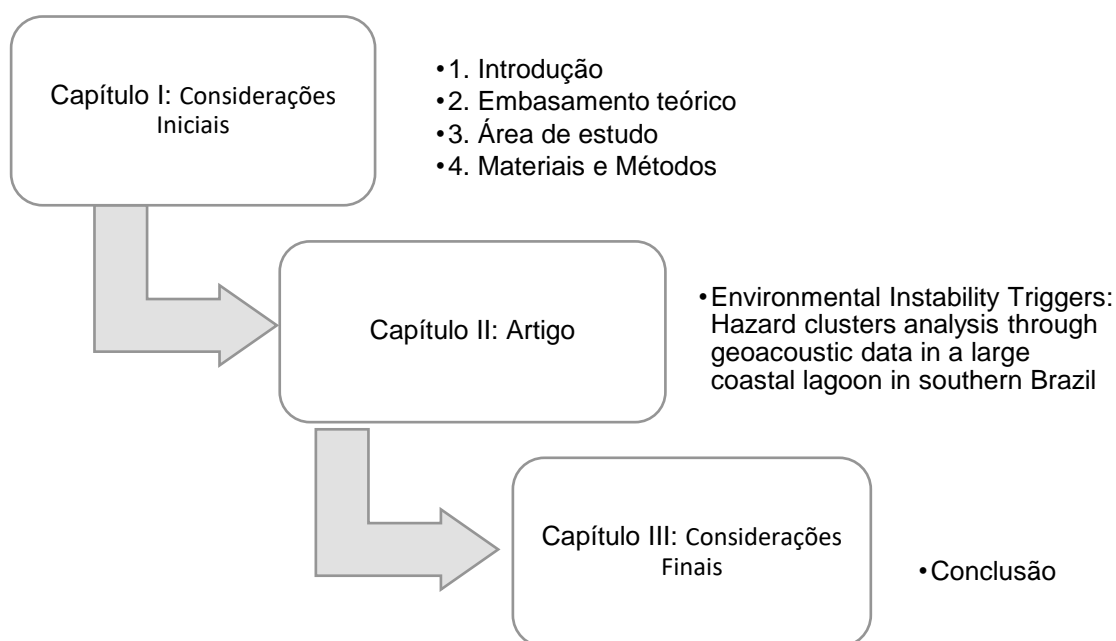 Capítulo I: Considerações
Iniciais
•1. Introdução
•2. Embasamento teórico
•3. Área de estudo
•4. Materiais e Métodos
Capítulo II: Artigo
•Environmental Instability Triggers:
Hazard clusters analysis through
geoacoustic data in a large
coastal lagoon in southern Brazil
Capítulo III: Considerações
Finais
•Conclusão